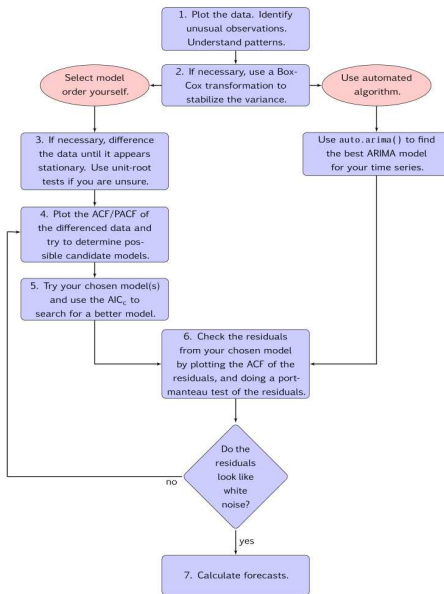 1. Plot the data. Identify
unusual observations.
Understand patterns.
Select model
order yourself.
2. If necessary, use a Box-
Cox transformation to
stabilize the variance.
Use automated
algorithm.
3. If necessary, difference
the data until it appears
stationary. Use unit-root
tests if you are unsure.
Use auto.arima() to find
the best ARIMA model
for your time series.
4. Plot the ACF/PACF of
the differenced data and
try to determine pos-
sible candidate models.
5. Try your chosen model(s)
and use the AICc to
search for a better model.
6. Check the residuals
from your chosen model
by plotting the ACF of the
residuals, and doing a port-
manteau test of the residuals.
Do the
residuals
look like
white
noise?
no
yes
7. Calculate forecasts.